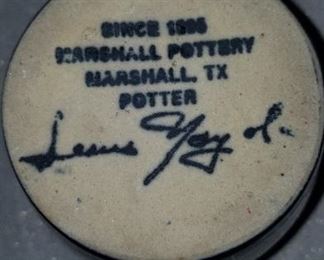 SINCE 1895
MARSHALL POTTERY
MARSHALL, TX
POTTER